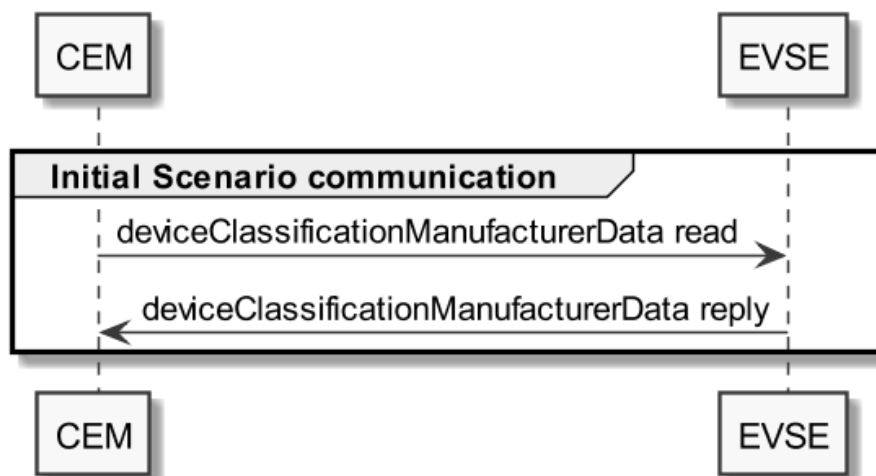 CEM EVSE
Initial Scenario communication
deviceClassificationManufacturerData read
deviceClassificationManufacturerData reply
CEM EVSE